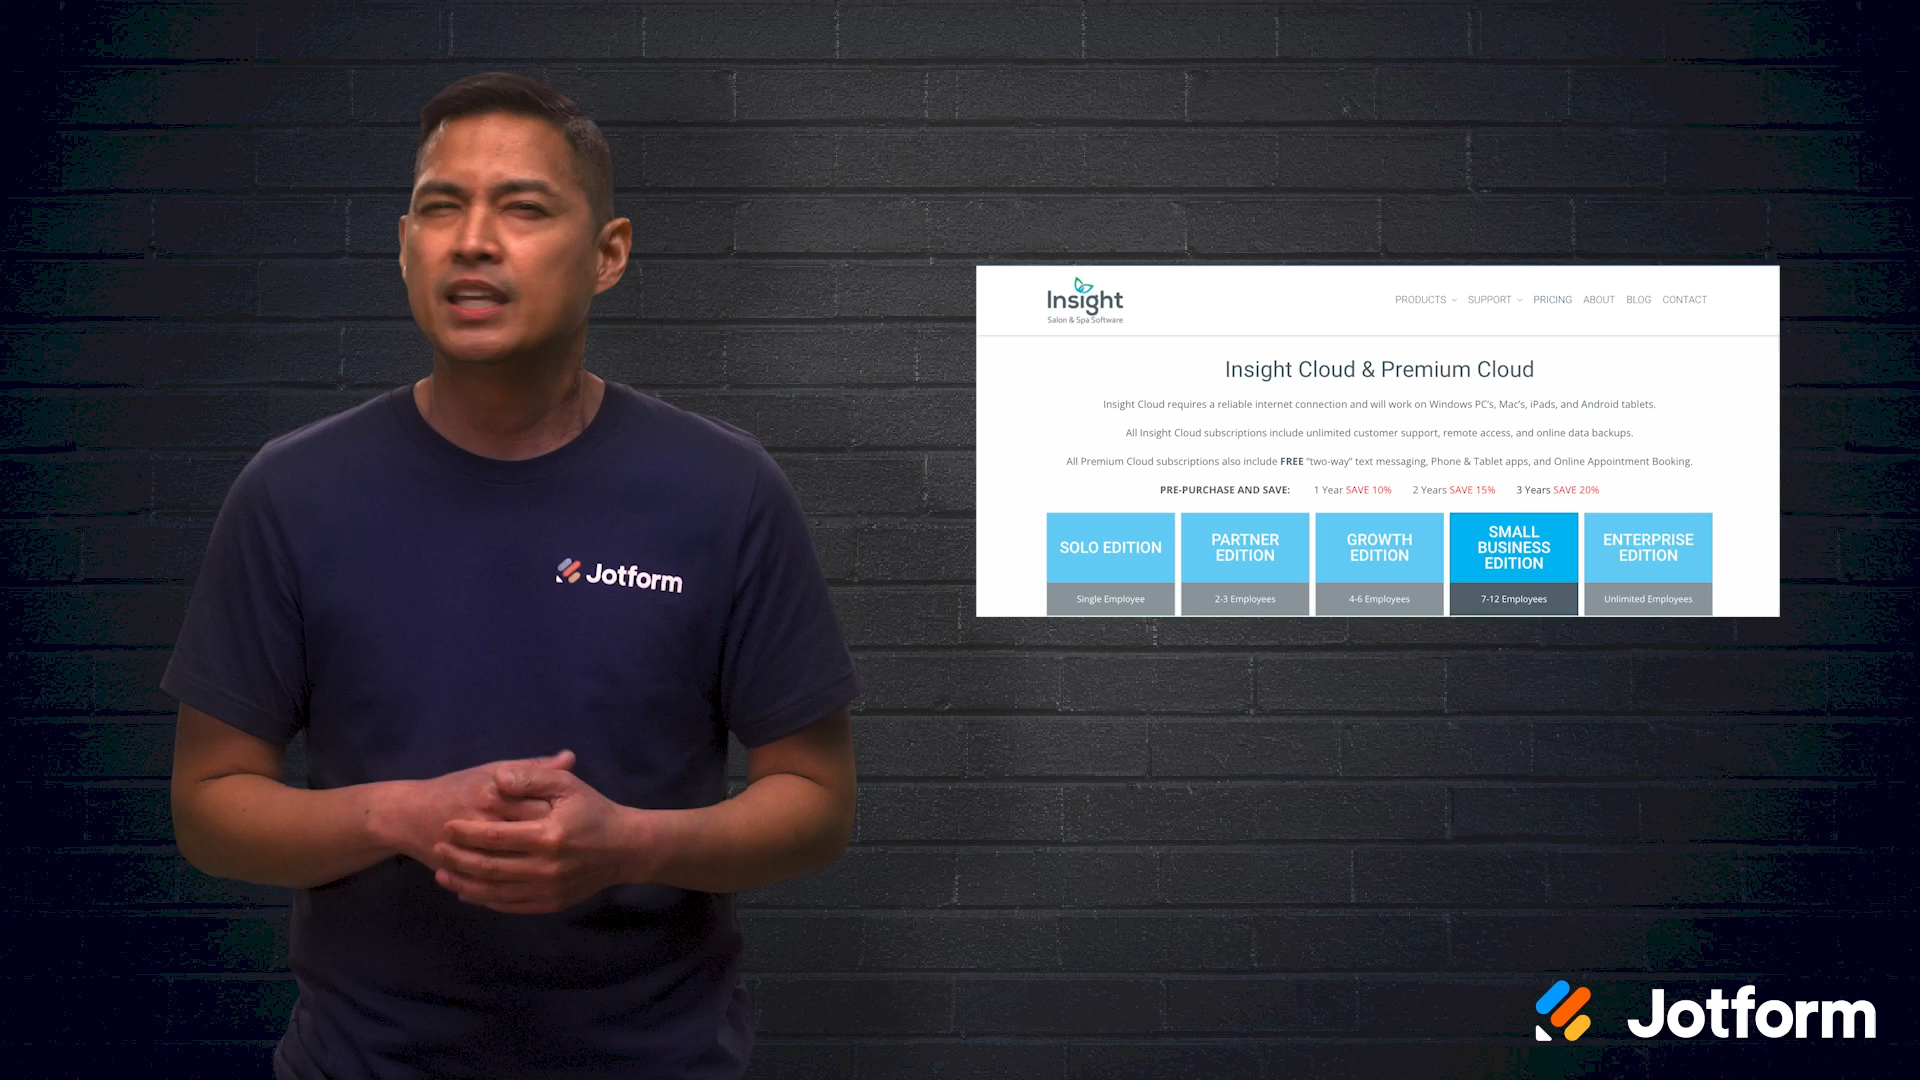 Jotform
Insight
Salon & Spa Software
PRODUCTS SUPPORT PRICING ABOUT BLOG CONTACT
Insight Cloud & Premium Cloud
Insight Cloud requires a reliable internet connection and will work on Windows PC's, Mac's, iPads, and Android tablets.
All Insight Cloud subscriptions include unlimited customer support, remote access, and online data backups.
All Premium Cloud subscriptions also include FREE "two-way" text messaging, Phone & Tablet apps, and Online Appointment Booking.
PRE-PURCHASE AND SAVE: 1 Year SAVE 10% 2 Years SAVE 15% 3 Years SAVE 20%
SOLO EDITION
Single Employee
PARTNER
EDITION
2-3 Employees
GROWTH
EDITION
4-6 Employees
SMALL
BUSINESS
EDITION
7-12 Employees
ENTERPRISE
EDITION
Unlimited Employees
Jotform